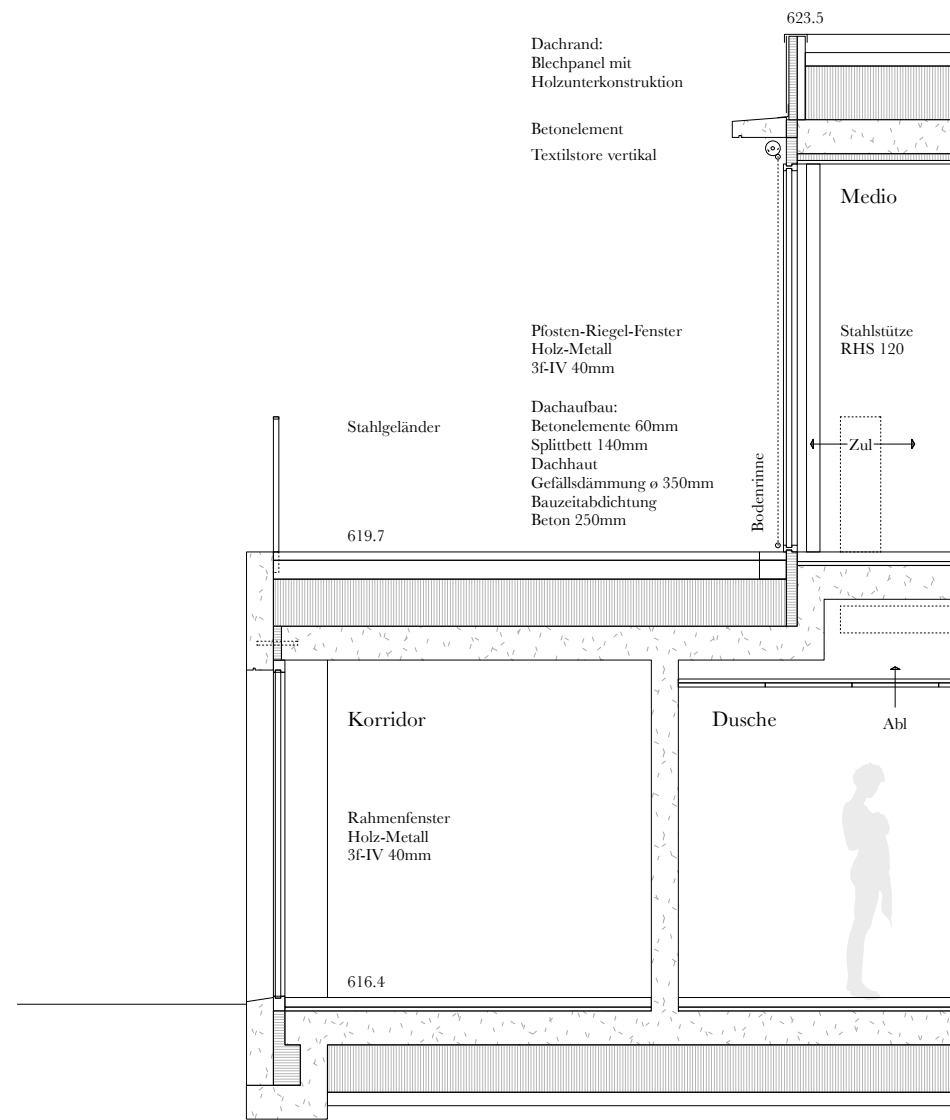 623.5
Dachrand:
Blechpanel mit
Holzunterkonstruktion
Betonelement
Textilstore vertikal
Medio
Pfosten-Riegel-Fenster
Holz-Metall
3f-IV 40mm
Stahlstütze
RHS 120
Dachaufbau:
Betonelemente 60mm
Splittbett 140mm
Dachhaut
Gefällsdämmung ø 350mm
Bauzeitabdichtung
Beton 250mm
Stahlgeländer
Zul
Bodenrinne
619.7
Korridor
Dusche
Abl
Rahmenfenster
Holz-Metall
3f-IV 40mm
616.4